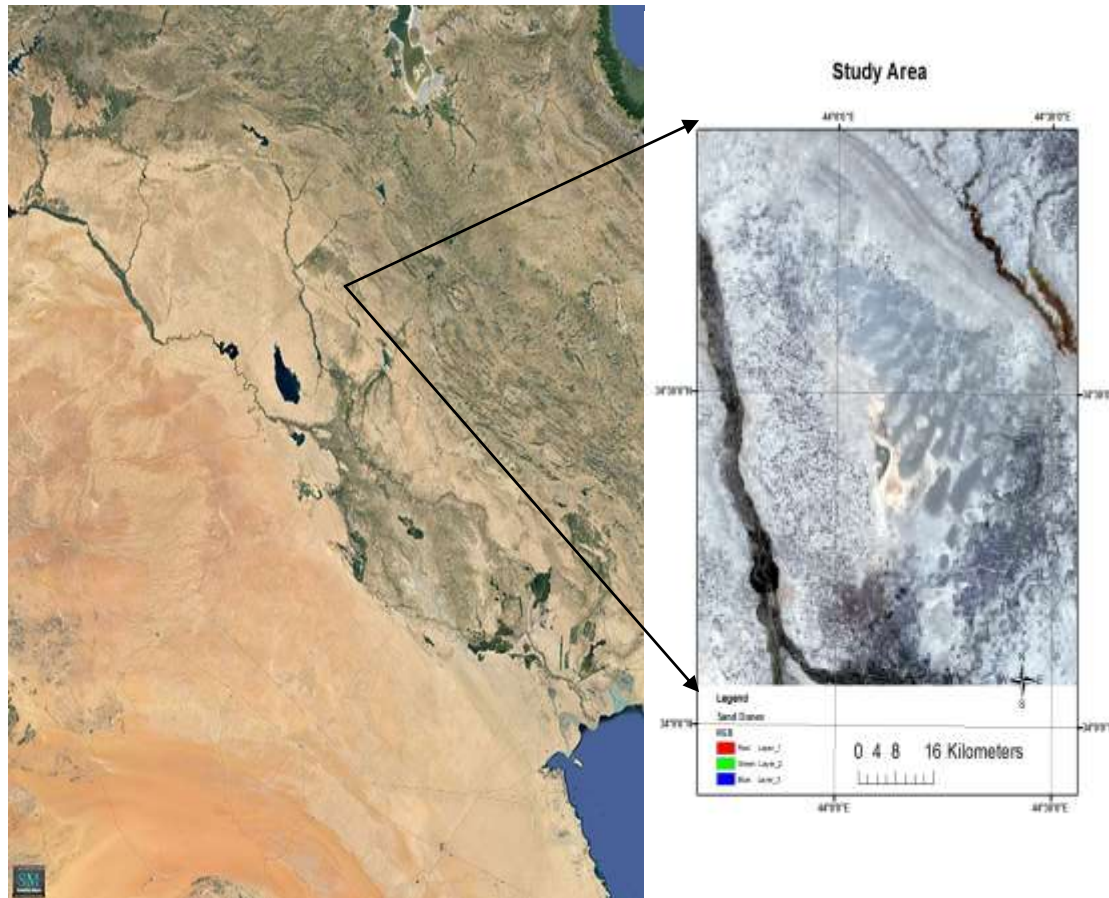 Study Area
44°0'0"E 44°30'0"E
34°30'0"N 34°30'0"
34°0'0"N 34°0'0"
Legend
Sand Dunes
RGB
Red: Layer_1
Green: Layer_2
Blue: Layer_3
0 4 8 16 Kilometers
E
S
44°0'0"E 44°30'0"E
SM